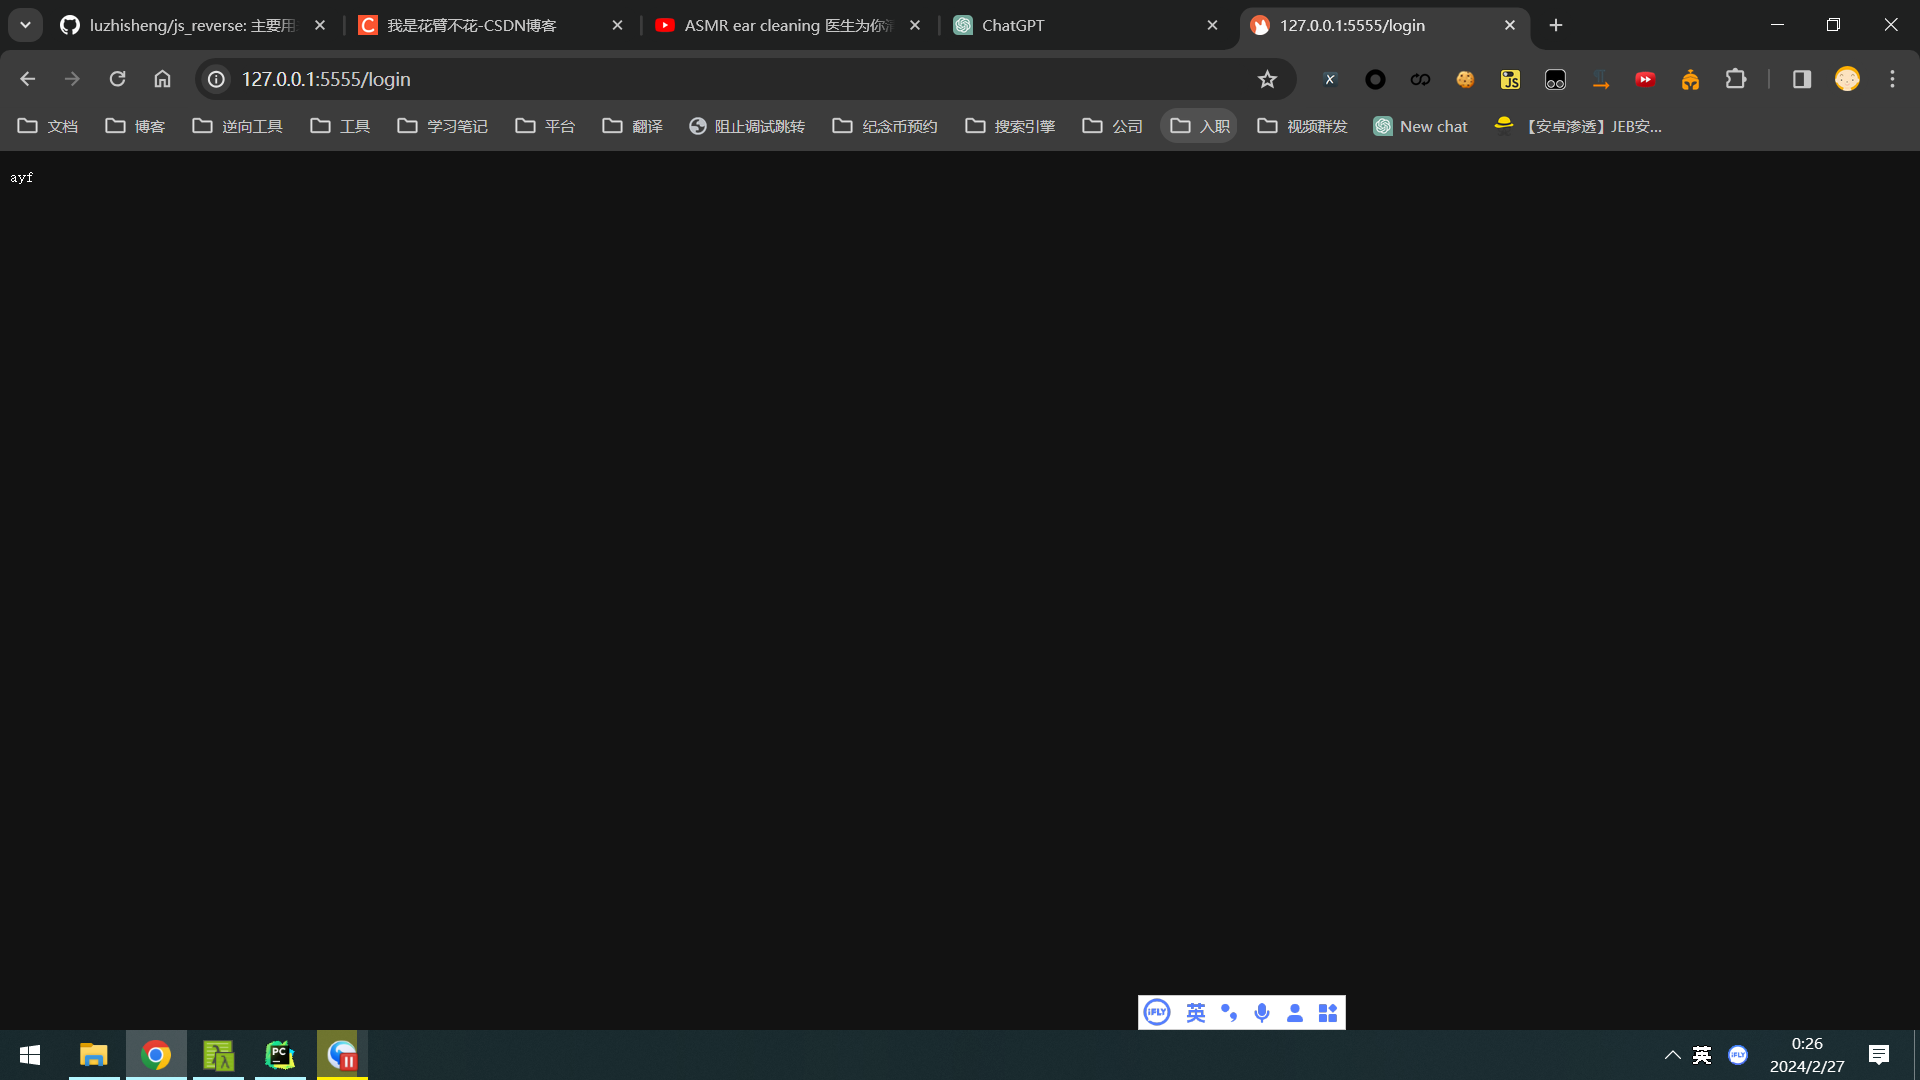 luzhisheng/js_reverse: 主要用
我是花臂不花-CSDN博客
ASMR ear cleaning 医生为你
ChatGPT
127.0.0.1:5555/login
127.0.0.1:5555/login
文档
博客
逆向工具
工具
学习笔记
平台
翻译
阻止调试跳转
纪念币预约
搜索引擎
公司
入职
视频群发
New chat
【安卓渗透】JEB安...
ayf
iFLY
英
英
iFLY
0:26
2024/2/27